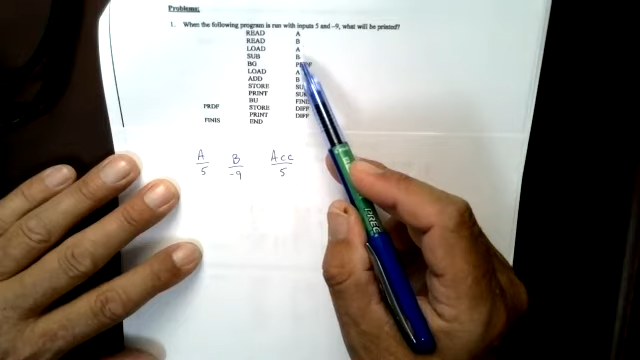 Problems:
1. When the following program is run with inputs 5 and -9, what will be printed?
READ A
READ B
LOAD A
SUB B
BG PRDF
LOAD A
ADD B
STORE
PRINT
BU FINIS
PRDF STORE DIFF
PRINT DIFF
FINIS END
A B Acc
5 -9 5